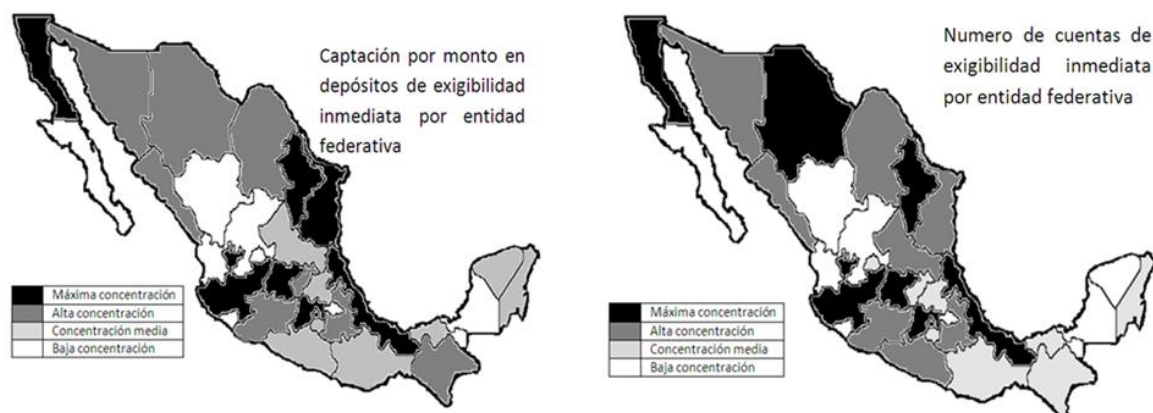 Captación por monto en
depósitos de exigibilidad
inmediata por entidad
federativa
Máxima concentración
Alta concentración
Concentración media
Baja concentración
Numero de cuentas de
exigibilidad inmediata
por entidad federativa
Máxima concentración
Alta concentración
Concentración media
Baja concentración